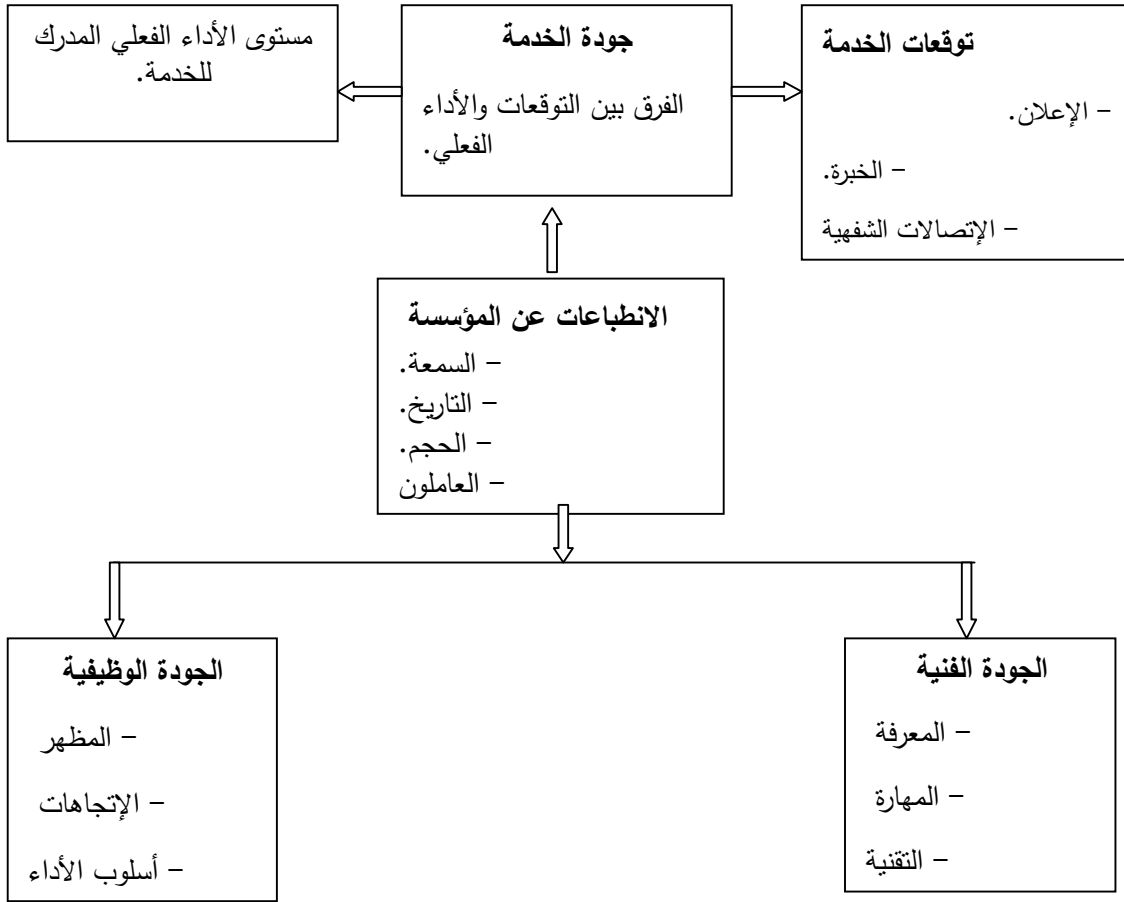 توقعات الخدمة
– الإعلان.
– الخبرة.
– الإتصالات الشفهية
جودة الخدمة
الفرق بين التوقعات والأداء
الفعلي.
مستوى الأداء الفعلي المدرك
للخدمة.
الانطباعات عن المؤسسة
– السمعة.
– التاريخ.
– الحجم.
– العاملون
الجودة الفنية
– المعرفة
– المهارة
– التقنية
الجودة الوظيفية
– المظهر
– الإتجاهات
– أسلوب الأداء